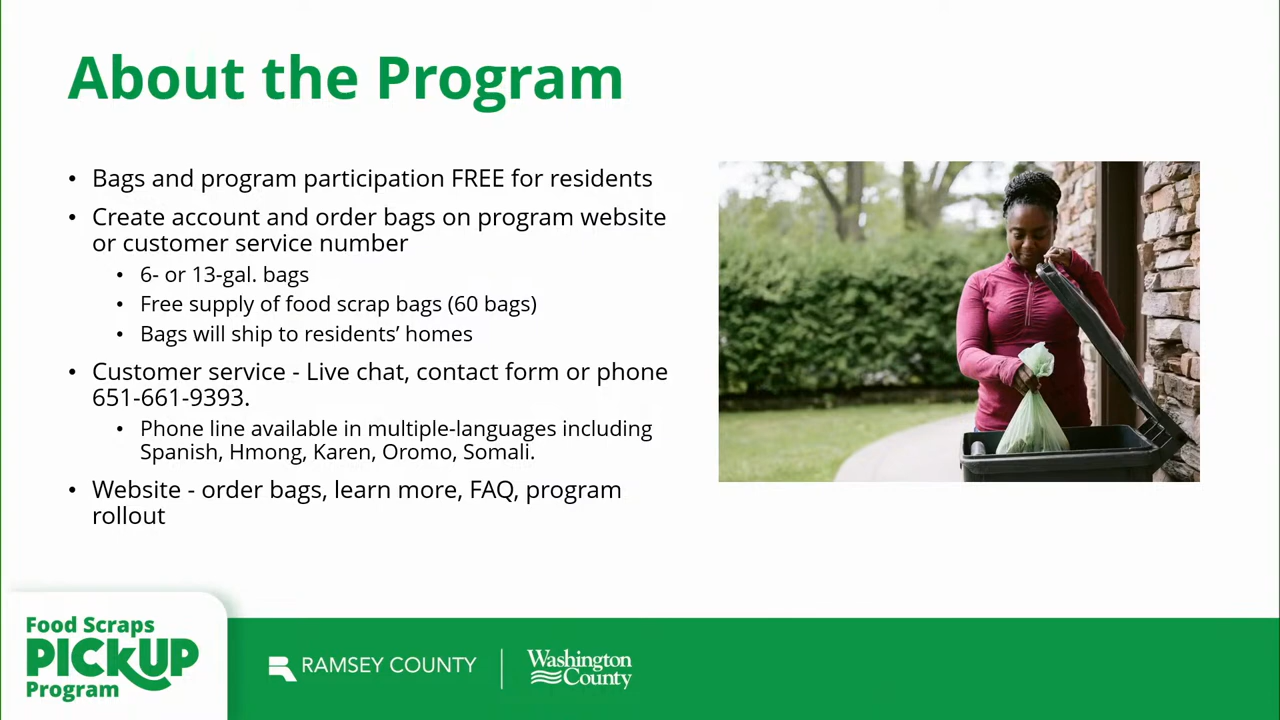 About the Program
• Bags and program participation FREE for residents
• Create account and order bags on program website
or customer service number
• 6- or 13-gal. bags
• Free supply of food scrap bags (60 bags)
• Bags will ship to residents’ homes
• Customer service - Live chat, contact form or phone
651-661-9393.
• Phone line available in multiple-languages including
Spanish, Hmong, Karen, Oromo, Somali.
• Website - order bags, learn more, FAQ, program
rollout
Food Scraps
PICKUP
Program
RAMSEY COUNTY
Washington
County